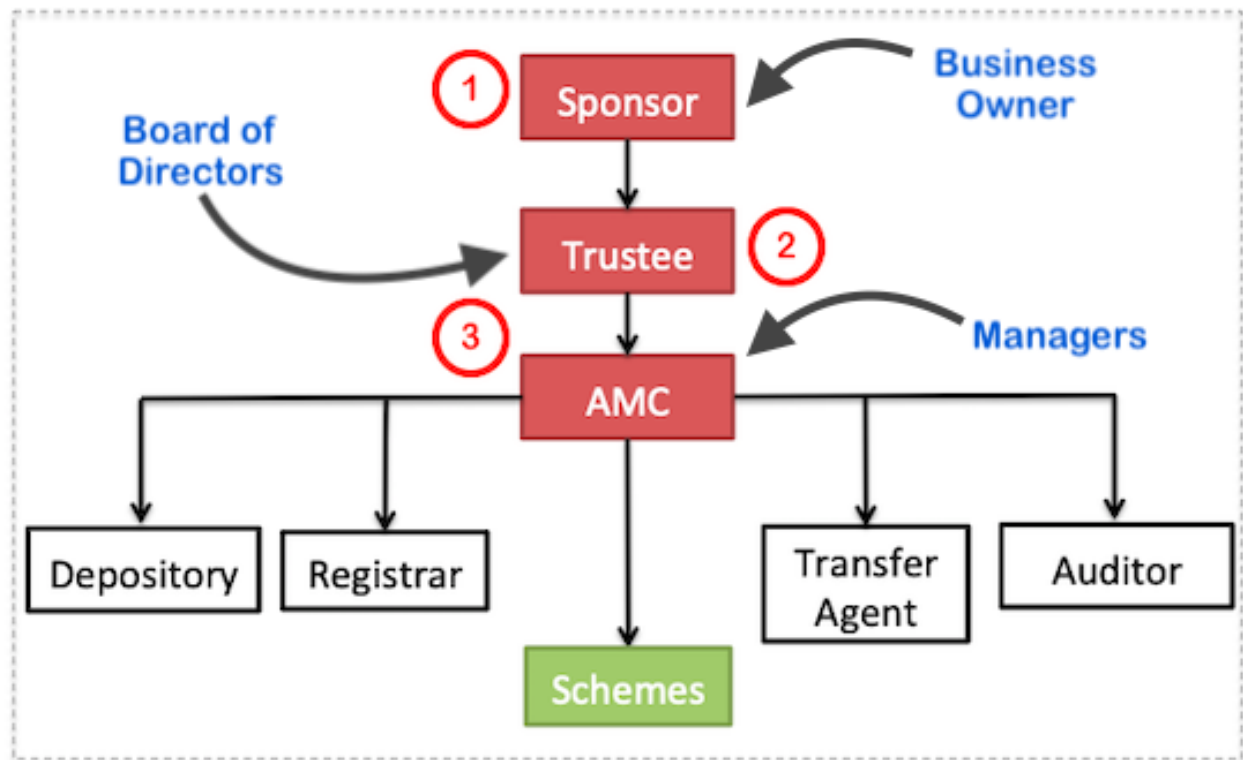 1
Sponsor
Business
Owner
Board of
Directors
Trustee
2
3
Managers
AMC
Depository
Registrar
Transfer
Agent
Auditor
Schemes